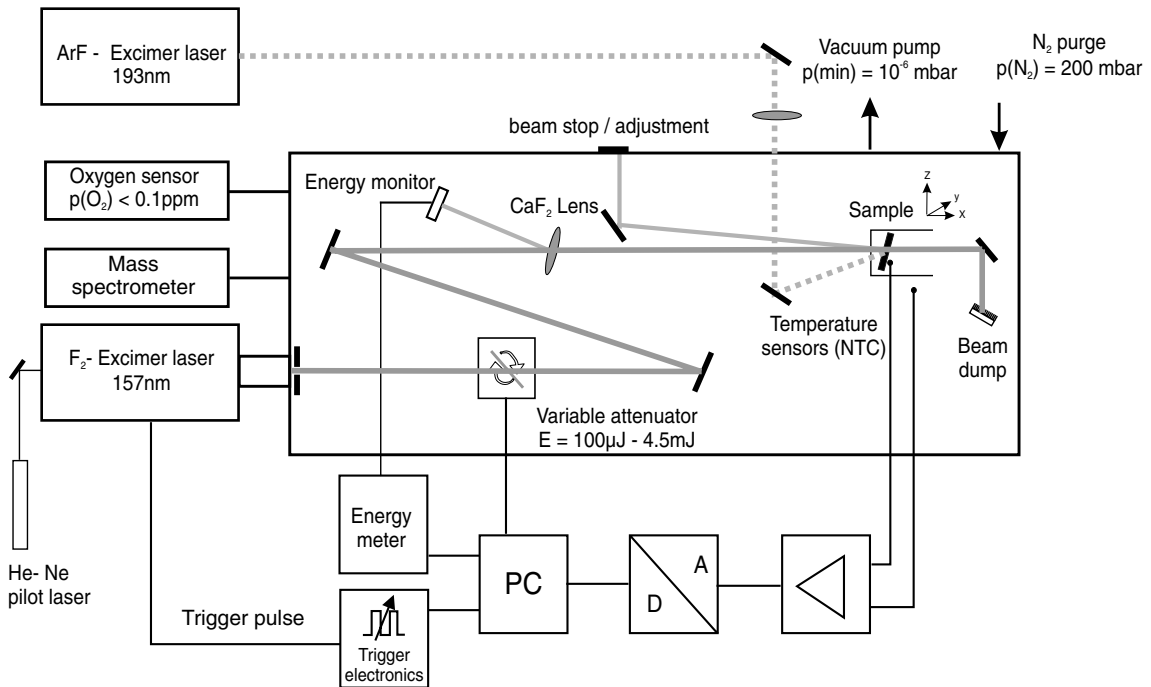 ArF - Excimer laser
193nm
Vacuum pump
p(min) = 10⁻⁶ mbar
N₂ purge
p(N₂) = 200 mbar
beam stop / adjustment
Oxygen sensor
p(O₂) < 0.1ppm
Energy monitor
CaF₂ Lens
Sample
z
y
x
Mass
spectrometer
Temperature
sensors (NTC)
Beam
dump
F₂- Excimer laser
157nm
Variable attenuator
E = 100µJ - 4.5mJ
Energy
meter
PC
A
D
He- Ne
pilot laser
Trigger pulse
Trigger
electronics